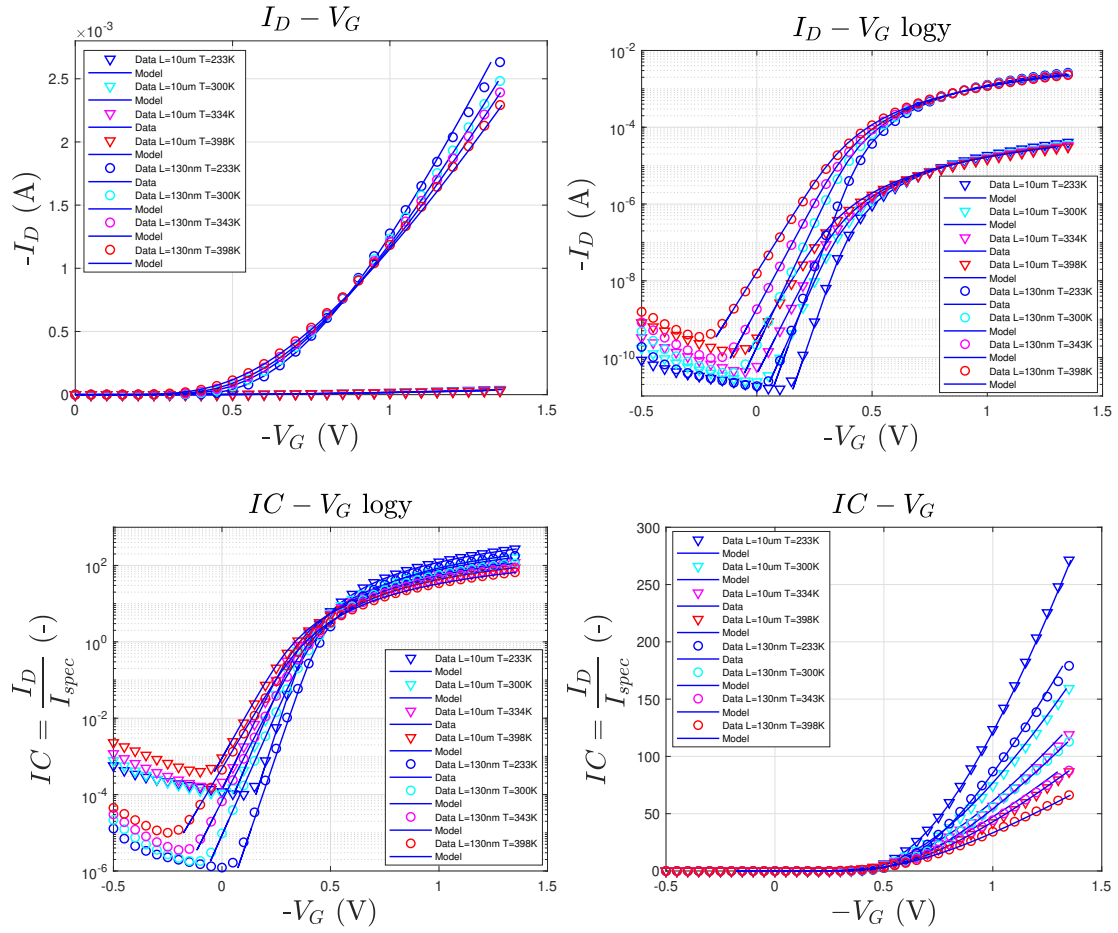 I_D − V_G
×10⁻³
2.5
2
1.5
1
0.5
0
-I_D (A)
Data L=10um T=233K
Model
Data L=10um T=300K
Model
Data L=10um T=334K
Data
Data L=10um T=398K
Model
Data L=130nm T=233K
Data
Data L=130nm T=300K
Model
Data L=130nm T=343K
Model
Data L=130nm T=398K
Model
0 0.5 1 1.5
-V_G (V)
I_D − V_G logy
10⁻²
10⁻⁴
10⁻⁶
10⁻⁸
10⁻¹⁰
-I_D (A)
Data L=10um T=233K
Model
Data L=10um T=300K
Model
Data L=10um T=334K
Data
Data L=10um T=398K
Model
Data L=130nm T=233K
Data
Data L=130nm T=300K
Model
Data L=130nm T=343K
Model
Data L=130nm T=398K
Model
-0.5 0 0.5 1 1.5
-V_G (V)
IC − V_G logy
10²
10⁰
10⁻²
10⁻⁴
10⁻⁶
IC = I_D / I_spec (-)
Data L=10um T=233K
Model
Data L=10um T=300K
Model
Data L=10um T=334K
Data
Data L=10um T=398K
Model
Data L=130nm T=233K
Data
Data L=130nm T=300K
Model
Data L=130nm T=343K
Model
Data L=130nm T=398K
Model
-0.5 0 0.5 1 1.5
-V_G (V)
IC − V_G
300
250
200
150
100
50
0
IC = I_D / I_spec (-)
Data L=10um T=233K
Model
Data L=10um T=300K
Model
Data L=10um T=334K
Data
Data L=10um T=398K
Model
Data L=130nm T=233K
Data
Data L=130nm T=300K
Model
Data L=130nm T=343K
Model
Data L=130nm T=398K
Model
-0.5 0 0.5 1 1.5
−V_G (V)